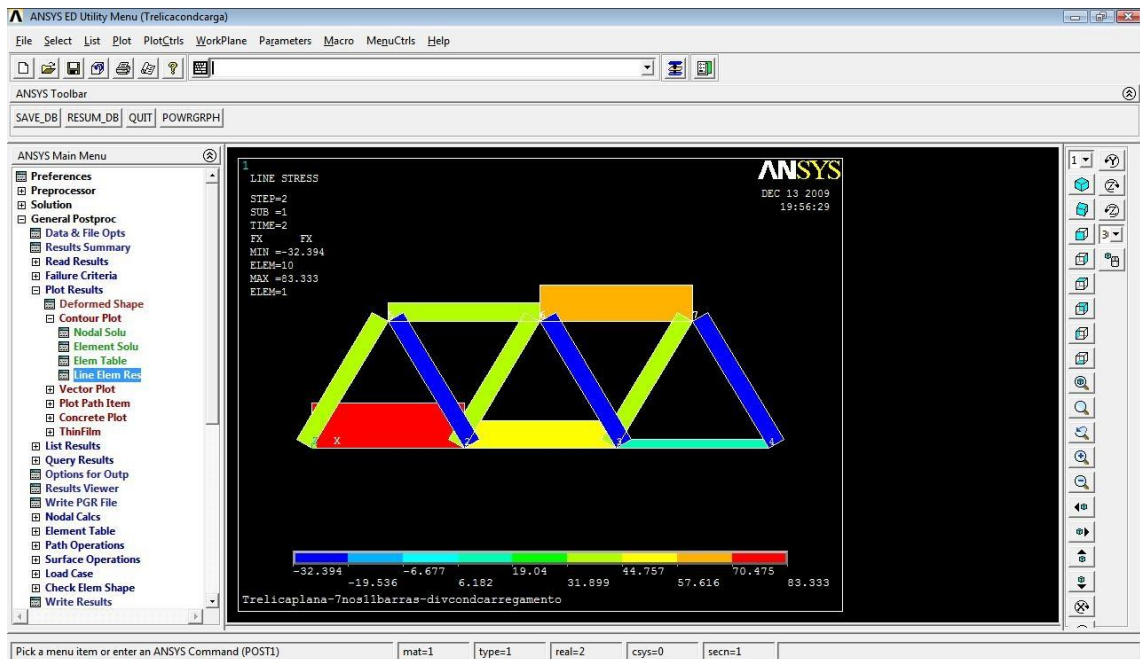 ANSYS ED Utility Menu (Trelicacondcarga)
File Select List Plot PlotCtrls WorkPlane Parameters Macro MenuCtrls Help
ANSYS Toolbar
SAVE_DB RESUM_DB QUIT POWRGRPH
ANSYS Main Menu
Preferences
Preprocessor
Solution
General Postproc
Data & File Opts
Results Summary
Read Results
Failure Criteria
Plot Results
Deformed Shape
Contour Plot
Nodal Solu
Element Solu
Elem Table
Line Elem Res
Vector Plot
Plot Path Item
Concrete Plot
ThinFilm
List Results
Query Results
Options for Outp
Results Viewer
Write PGR File
Nodal Calcs
Element Table
Path Operations
Surface Operations
Load Case
Check Elem Shape
Write Results
1
LINE STRESS
STEP=2
SUB =1
TIME=2
FX FX
MIN =-32.394
ELEM=10
MAX =83.333
ELEM=1
ANSYS
DEC 13 2009
19:56:29
6 7
X 2 3 4
-32.394 -6.677 19.04 44.757 70.475
-19.536 6.182 31.899 57.616 83.333
Trelicaplana-7nos11barras-divcondcarregamento
1
Pick a menu item or enter an ANSYS Command (POST1) mat=1 type=1 real=2 csys=0 secn=1